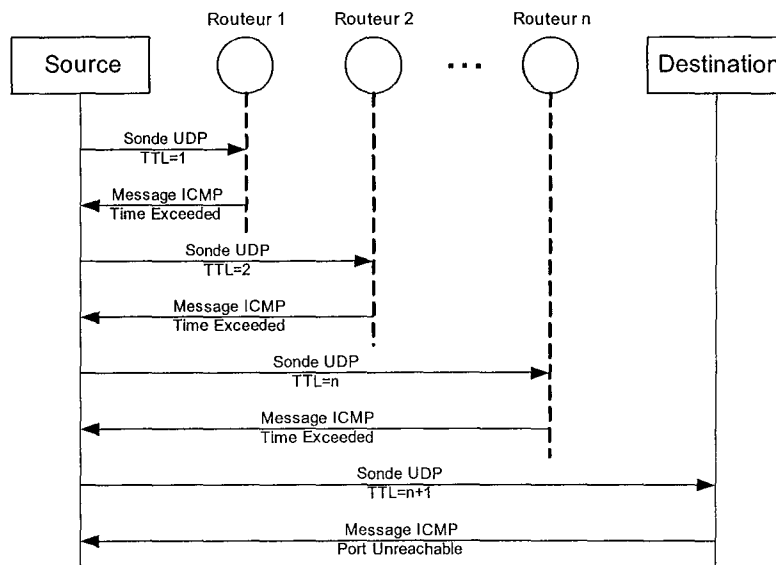 Routeur 1
Routeur 2
Routeur n
Source
...
Destination
Sonde UDP
TTL=1
Message ICMP
Time Exceeded
Sonde UDP
TTL=2
Message ICMP
Time Exceeded
Sonde UDP
TTL=n
Message ICMP
Time Exceeded
Sonde UDP
TTL=n+1
Message ICMP
Port Unreachable